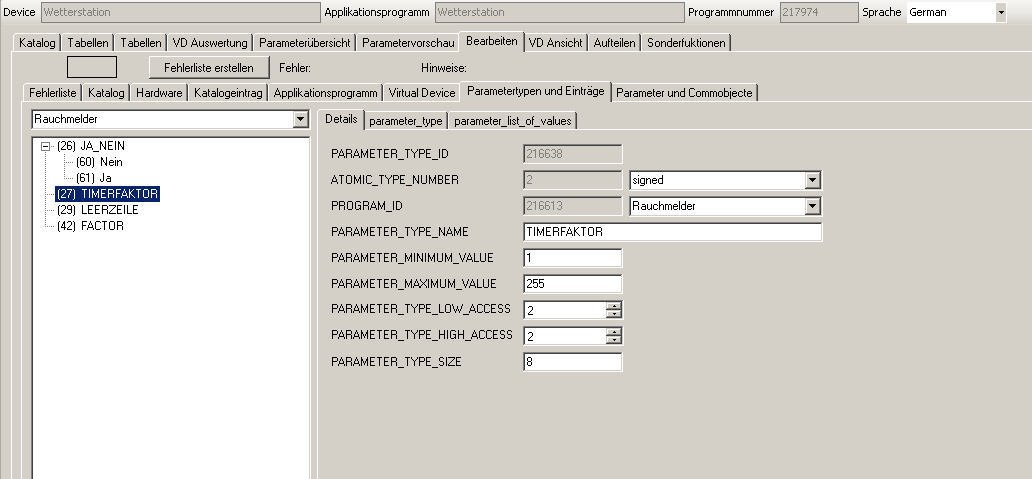 Device Wetterstation Applikationsprogramm Wetterstation Programmnummer 217974 Sprache German
Katalog Tabellen Tabellen VD Auswertung Parameterübersicht Parametervorschau Bearbeiten VD Ansicht Aufteilen Sonderfuktionen
Fehlerliste erstellen Fehler: Hinweise:
Fehlerliste Katalog Hardware Katalogeintrag Applikationsprogramm Virtual Device Parametertypen und Einträge Parameter und Commobjecte
Rauchmelder
(26) JA_NEIN
(60) Nein
(61) Ja
(27) TIMERFAKTOR
(29) LEERZEILE
(42) FACTOR
Details parameter_type parameter_list_of_values
PARAMETER_TYPE_ID 216638
ATOMIC_TYPE_NUMBER 2 signed
PROGRAM_ID 216613 Rauchmelder
PARAMETER_TYPE_NAME TIMERFAKTOR
PARAMETER_MINIMUM_VALUE 1
PARAMETER_MAXIMUM_VALUE 255
PARAMETER_TYPE_LOW_ACCESS 2
PARAMETER_TYPE_HIGH_ACCESS 2
PARAMETER_TYPE_SIZE 8